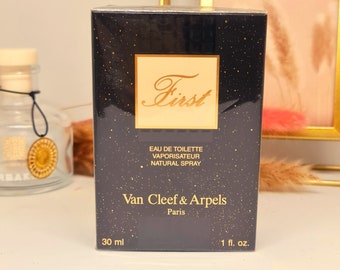 First
EAU DE TOILETTE
VAPORISATEUR
NATURAL SPRAY
Van Cleef & Arpels
Paris
30 ml 1 fl. oz.